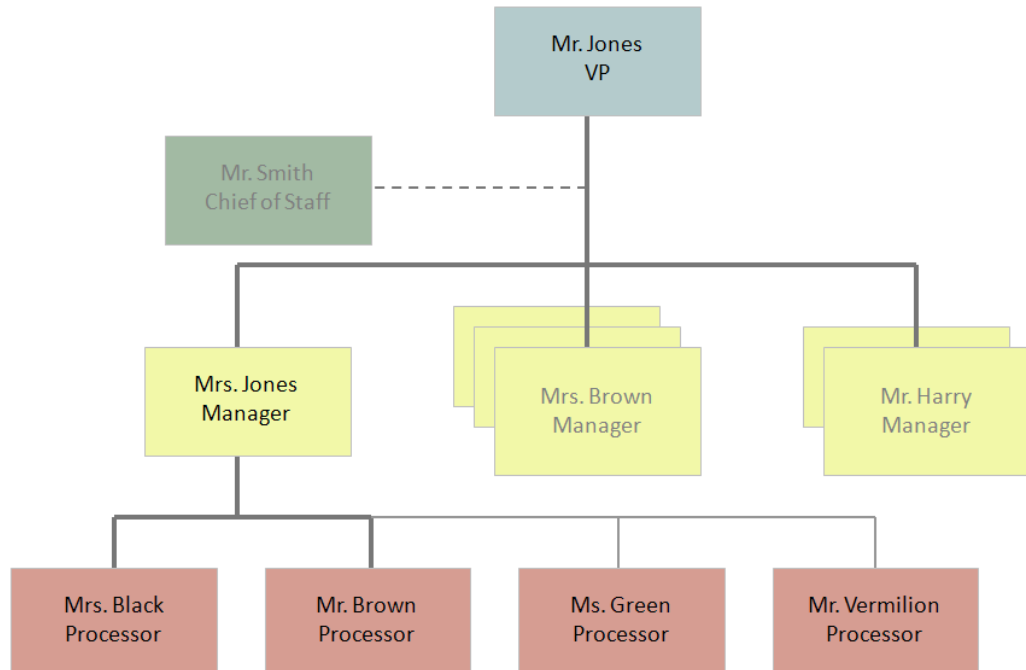 Mr. Jones
VP
Mr. Smith
Chief of Staff
Mrs. Jones
Manager
Mrs. Brown
Manager
Mr. Harry
Manager
Mrs. Black
Processor
Mr. Brown
Processor
Ms. Green
Processor
Mr. Vermilion
Processor